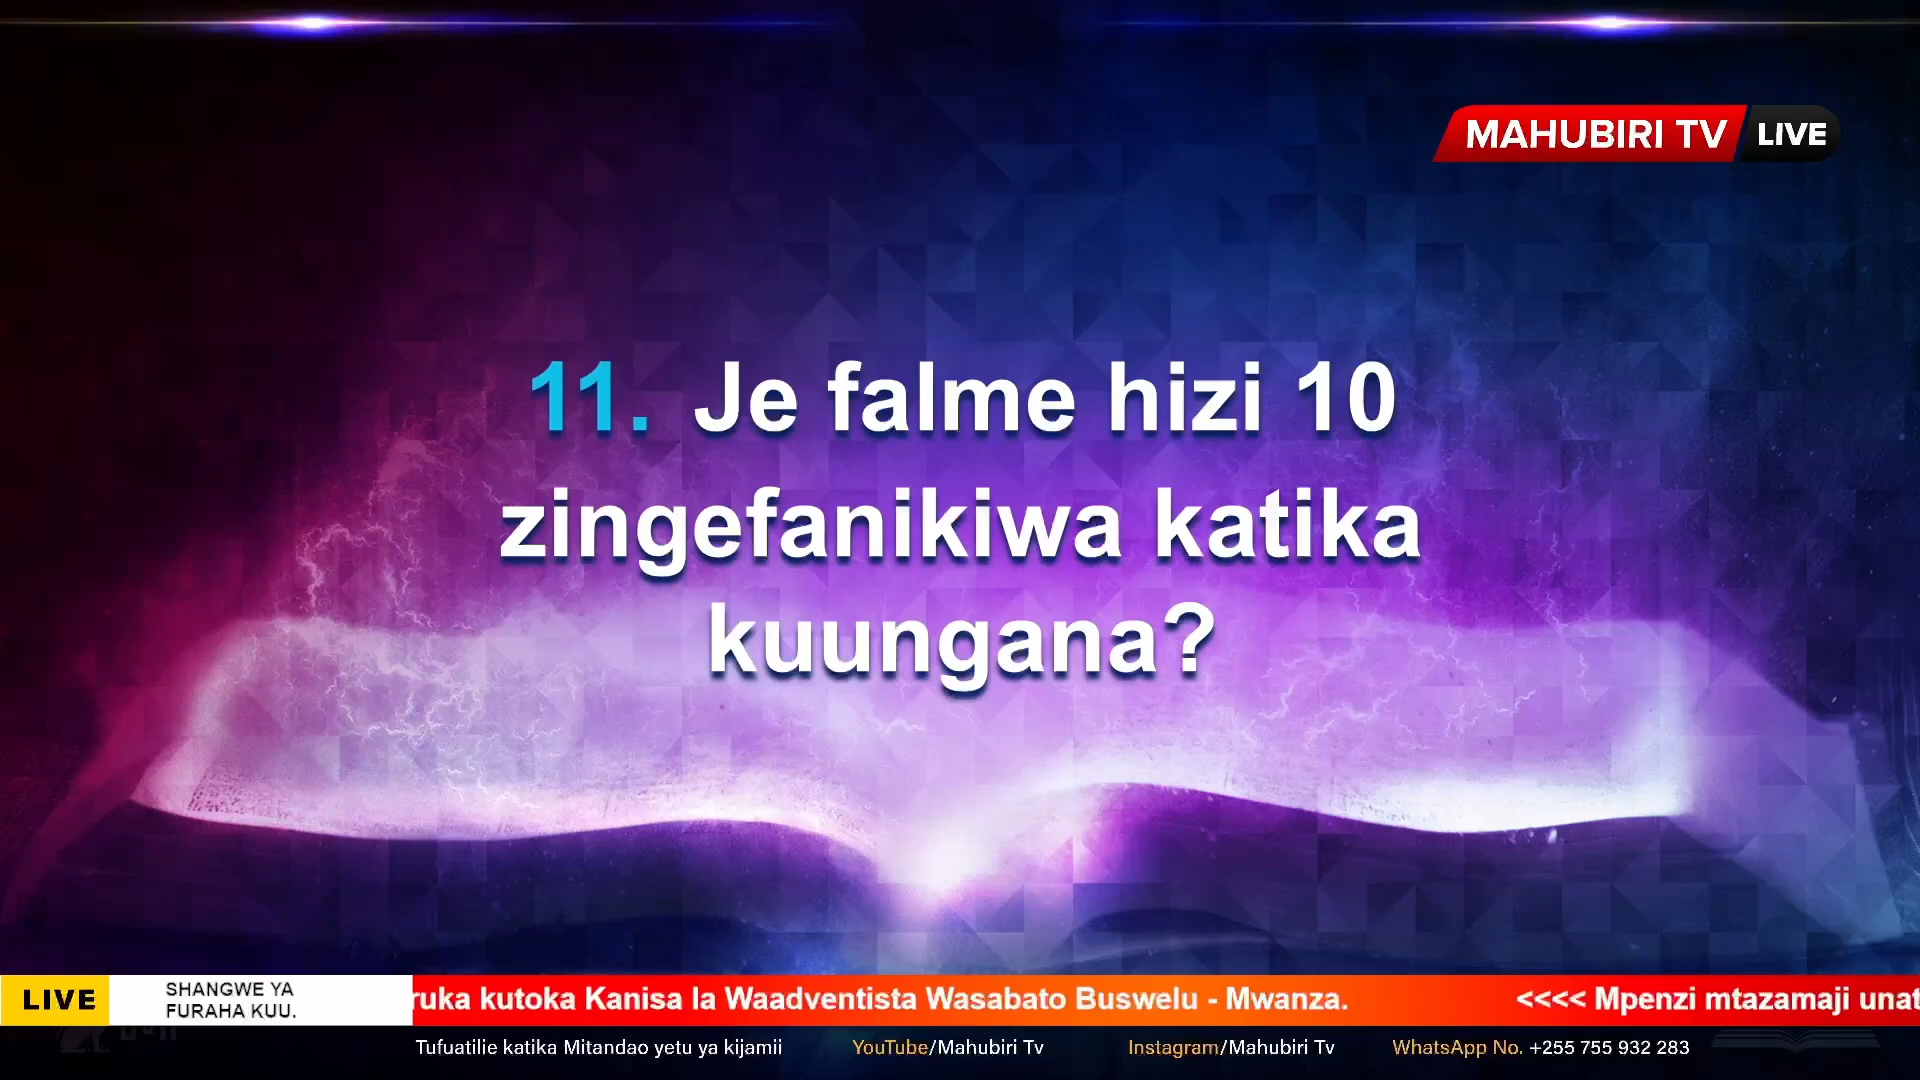 MAHUBIRI TV LIVE
11. Je falme hizi 10
zingefanikiwa katika
kuungana?
LIVE
SHANGWE YA
FURAHA KUU.
ruka kutoka Kanisa la Waadventista Wasabato Buswelu - Mwanza. <<<< Mpenzi mtazamaji unat
Tufuatilie katika Mitandao yetu ya kijamii YouTube/Mahubiri Tv Instagram/Mahubiri Tv WhatsApp No. +255 755 932 283